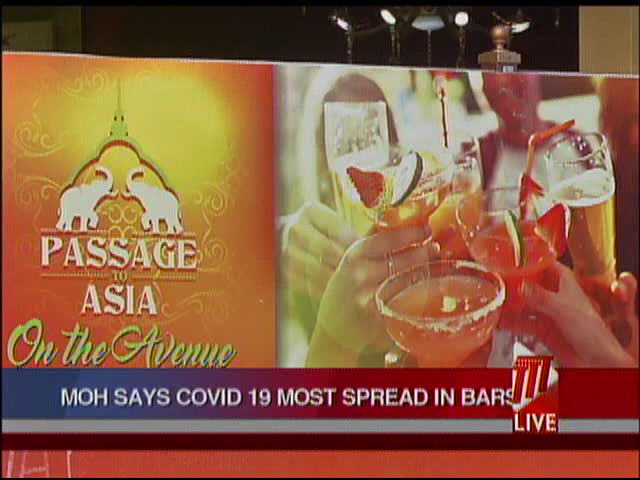 PASSAGE
TO
ASIA
On the Avenue
MOH SAYS COVID 19 MOST SPREAD IN BARS
LIVE